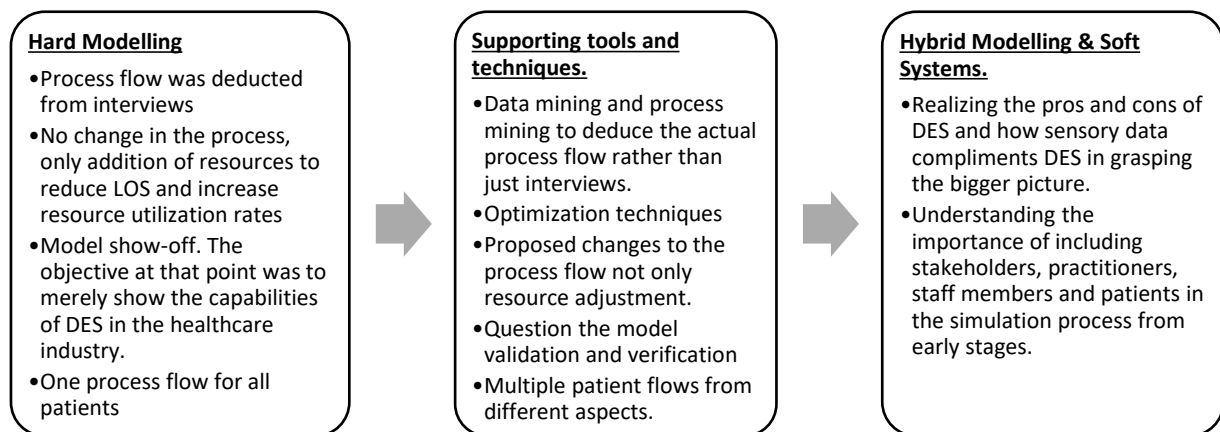 Hard Modelling
•Process flow was deducted
from interviews
•No change in the process,
only addition of resources to
reduce LOS and increase
resource utilization rates
•Model show-off. The
objective at that point was to
merely show the capabilities
of DES in the healthcare
industry.
•One process flow for all
patients
Supporting tools and
techniques.
•Data mining and process
mining to deduce the actual
process flow rather than
just interviews.
•Optimization techniques
•Proposed changes to the
process flow not only
resource adjustment.
•Question the model
validation and verification
•Multiple patient flows from
different aspects.
Hybrid Modelling & Soft
Systems.
•Realizing the pros and cons of
DES and how sensory data
compliments DES in grasping
the bigger picture.
•Understanding the
importance of including
stakeholders, practitioners,
staff members and patients in
the simulation process from
early stages.